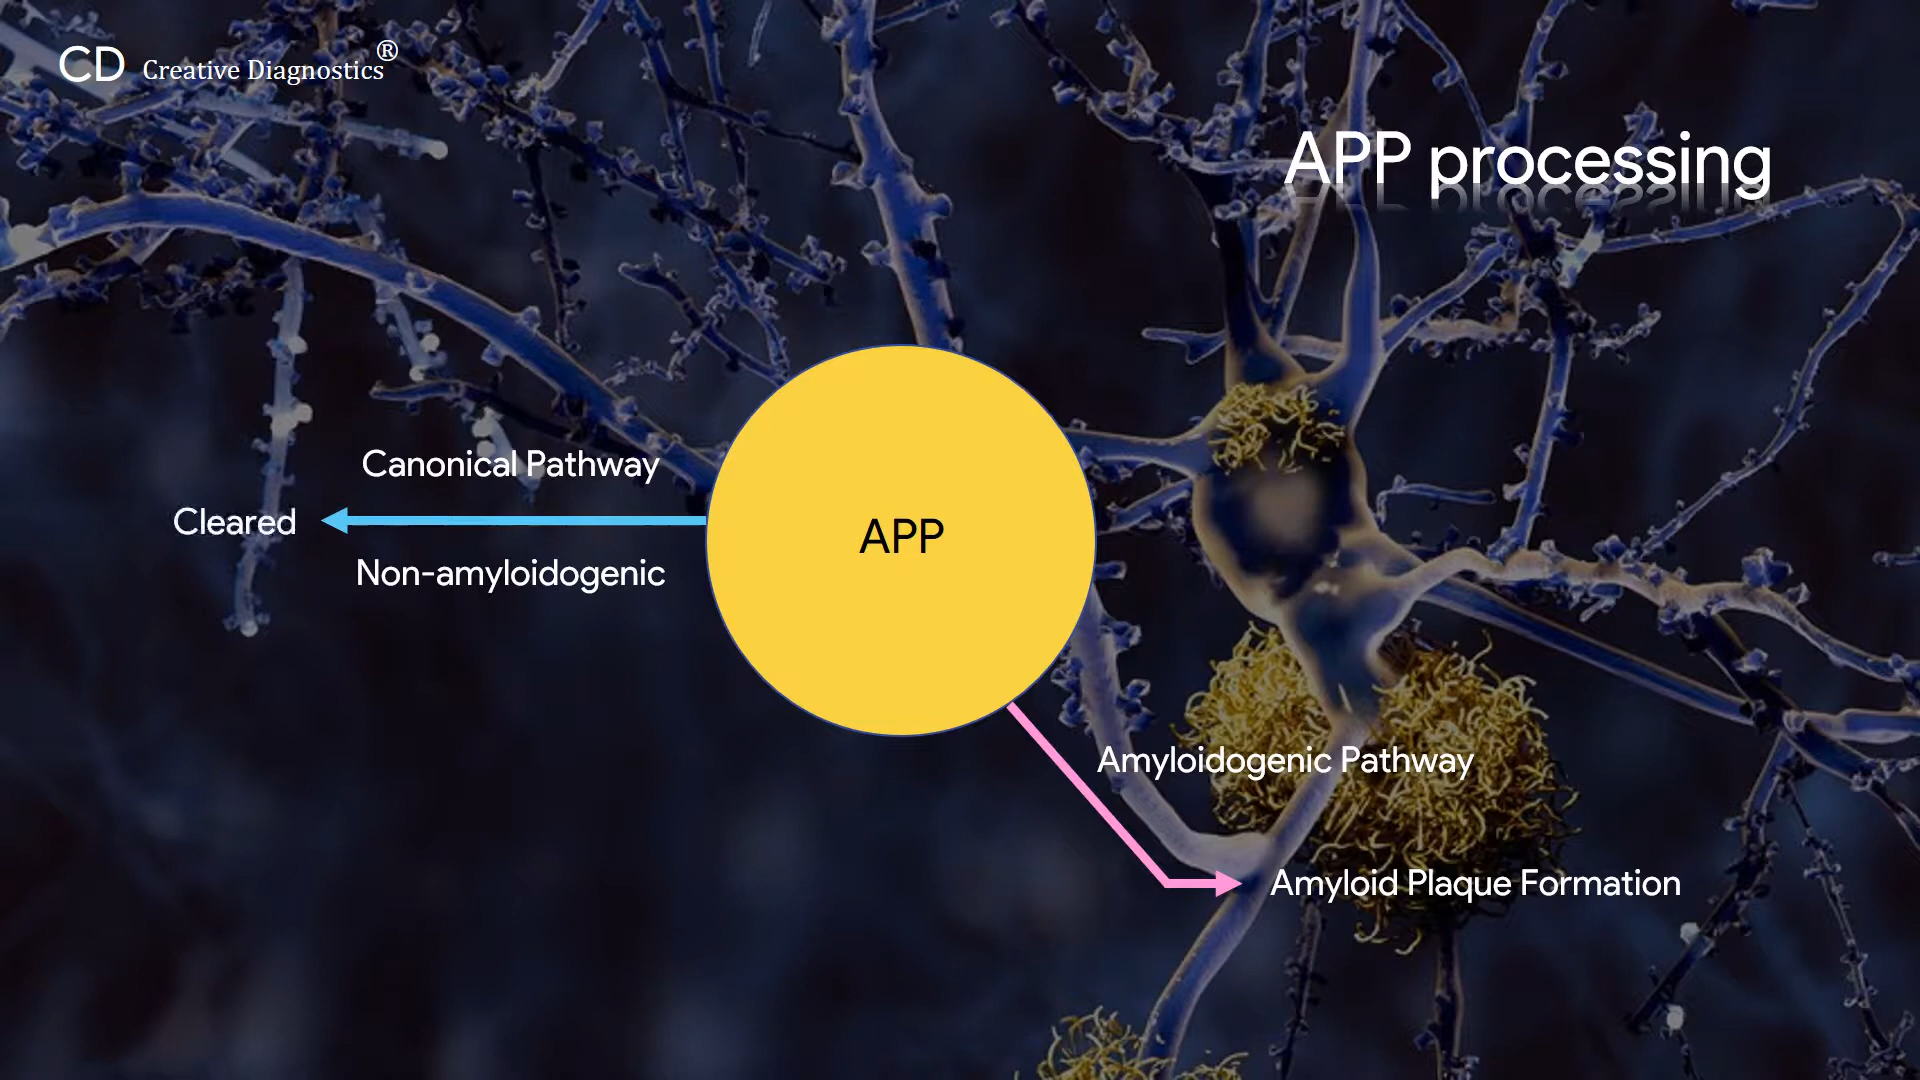 CD Creative Diagnostics®
APP processing
Canonical Pathway
Cleared
Non-amyloidogenic
APP
Amyloidogenic Pathway
Amyloid Plaque Formation